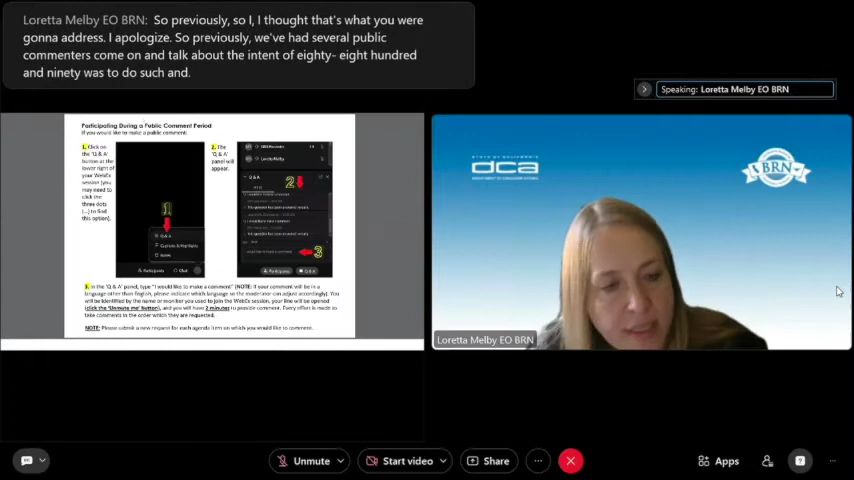 Loretta Melby EO BRN: So previously, so I, I thought that's what you were
gonna address. I apologize. So previously, we've had several public
commenters come on and talk about the intent of eighty- eight hundred
and ninety was to do such and.
Speaking: Loretta Melby EO BRN
Participating During a Public Comment Period
If you would like to make a public comment:
1. Click on
the 'Q & A'
button at the
lower right of
your WebEx
session (you
may need to
click the
three dots
(...) to find
this option).
1
Q & A
Participants
Chat
2. The
'Q & A'
panel will
appear.
Loretta Melby
Q & A
2
3
Participants
Q & A
3. In the 'Q & A' panel, type "I would like to make a comment" (NOTE: If your comment will be in a
language other than English, please indicate which language so the moderator can adjust accordingly). You
will be identified by the name or moniker you used to join the WebEx session, your line will be opened
(click the 'Unmute me' button), and you will have 2 minutes to provide comment. Every effort is made to
take comments in the order which they are requested.
NOTE: Please submit a new request for each agenda item on which you would like to comment.
STATE OF CALIFORNIA
dca
DEPARTMENT OF CONSUMER AFFAIRS
BRN
Loretta Melby EO BRN
Unmute
Start video
Share
Apps